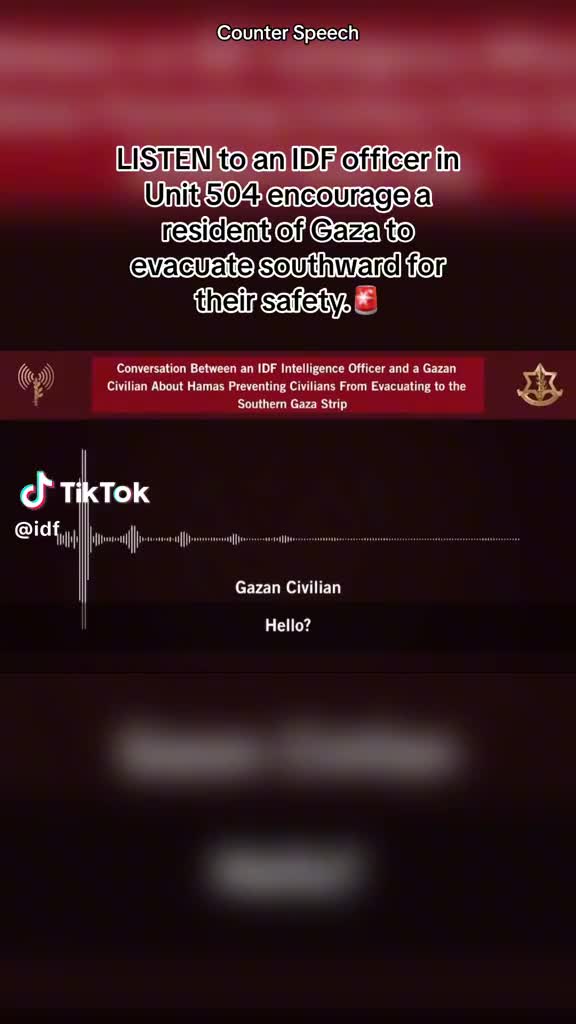 Counter Speech
LISTEN to an IDF officer in
Unit 504 encourage a
resident of Gaza to
evacuate southward for
their safety.🚨
Conversation Between an IDF Intelligence Officer and a Gazan
Civilian About Hamas Preventing Civilians From Evacuating to the
Southern Gaza Strip
TikTok
@idf
Gazan Civilian
Hello?